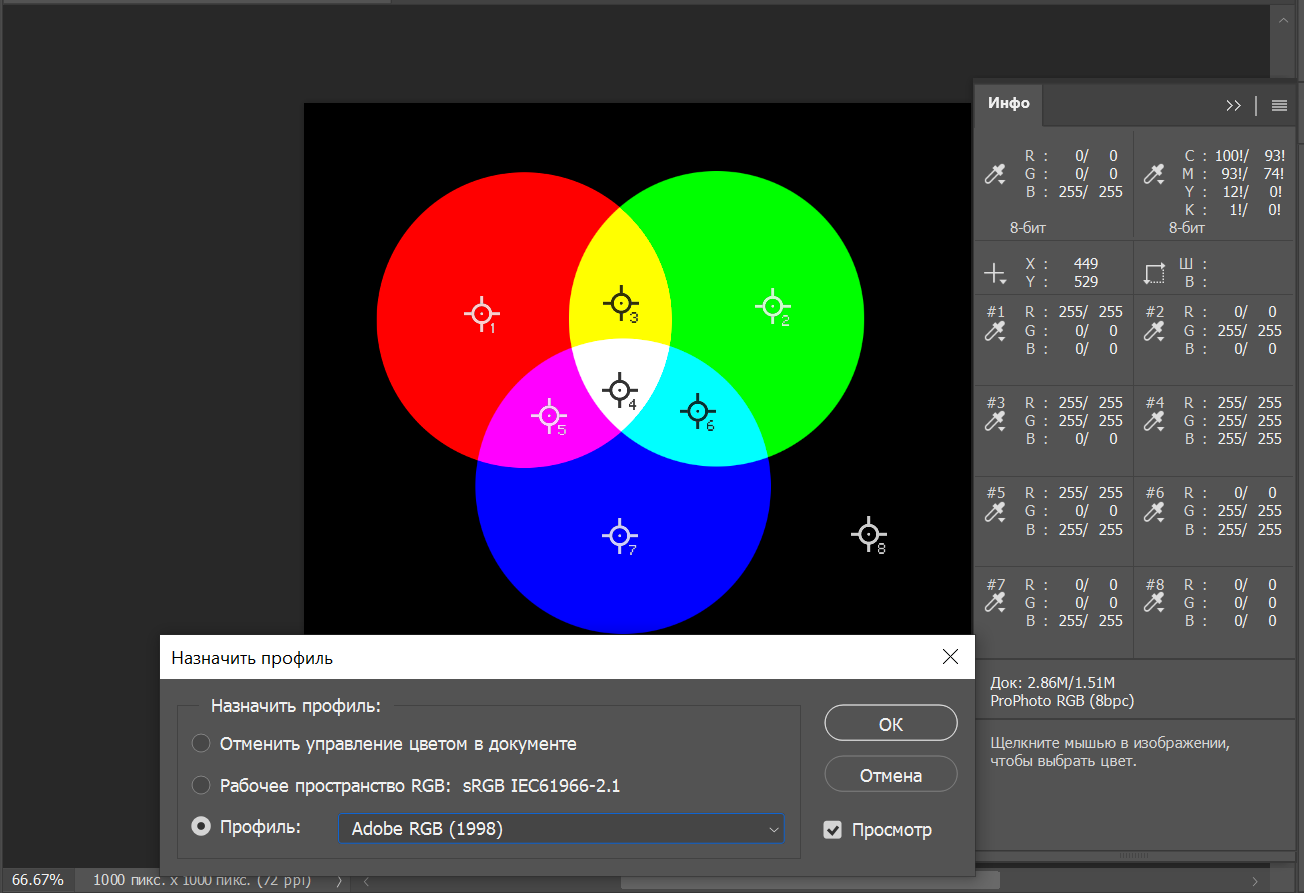 Инфо
R : 0/ 0
G : 0/ 0
B : 255/ 255
8-бит
C : 100!/ 93!
M : 93!/ 74!
Y : 12!/ 0!
K : 1!/ 0!
8-бит
X : 449
Y : 529
Ш :
В :
#1 R : 255/ 255
G : 0/ 0
B : 0/ 0
#2 R : 0/ 0
G : 255/ 255
B : 0/ 0
#3 R : 255/ 255
G : 255/ 255
B : 0/ 0
#4 R : 255/ 255
G : 255/ 255
B : 255/ 255
#5 R : 255/ 255
G : 0/ 0
B : 255/ 255
#6 R : 0/ 0
G : 255/ 255
B : 255/ 255
#7 R : 0/ 0
G : 0/ 0
B : 255/ 255
#8 R : 0/ 0
G : 0/ 0
B : 0/ 0
Док: 2.86M/1.51M
ProPhoto RGB (8bpc)
Щелкните мышью в изображении,
чтобы выбрать цвет.
1
2
3
4
5
6
7
8
Назначить профиль
Назначить профиль:
Отменить управление цветом в документе
Рабочее пространство RGB: sRGB IEC61966-2.1
Профиль: Adobe RGB (1998)
ОК
Отмена
Просмотр
66.67% 1000 пикс. x 1000 пикс. (72 ppi)